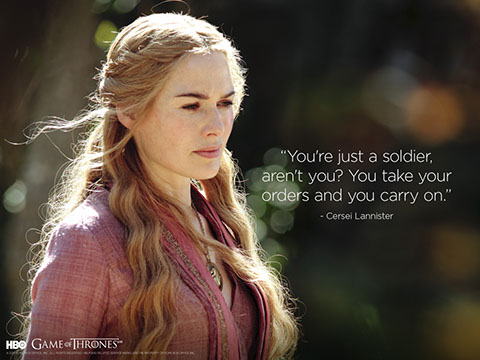 “You're just a soldier,
aren't you? You take your
orders and you carry on.”
- Cersei Lannister
HBO GAME OF THRONES